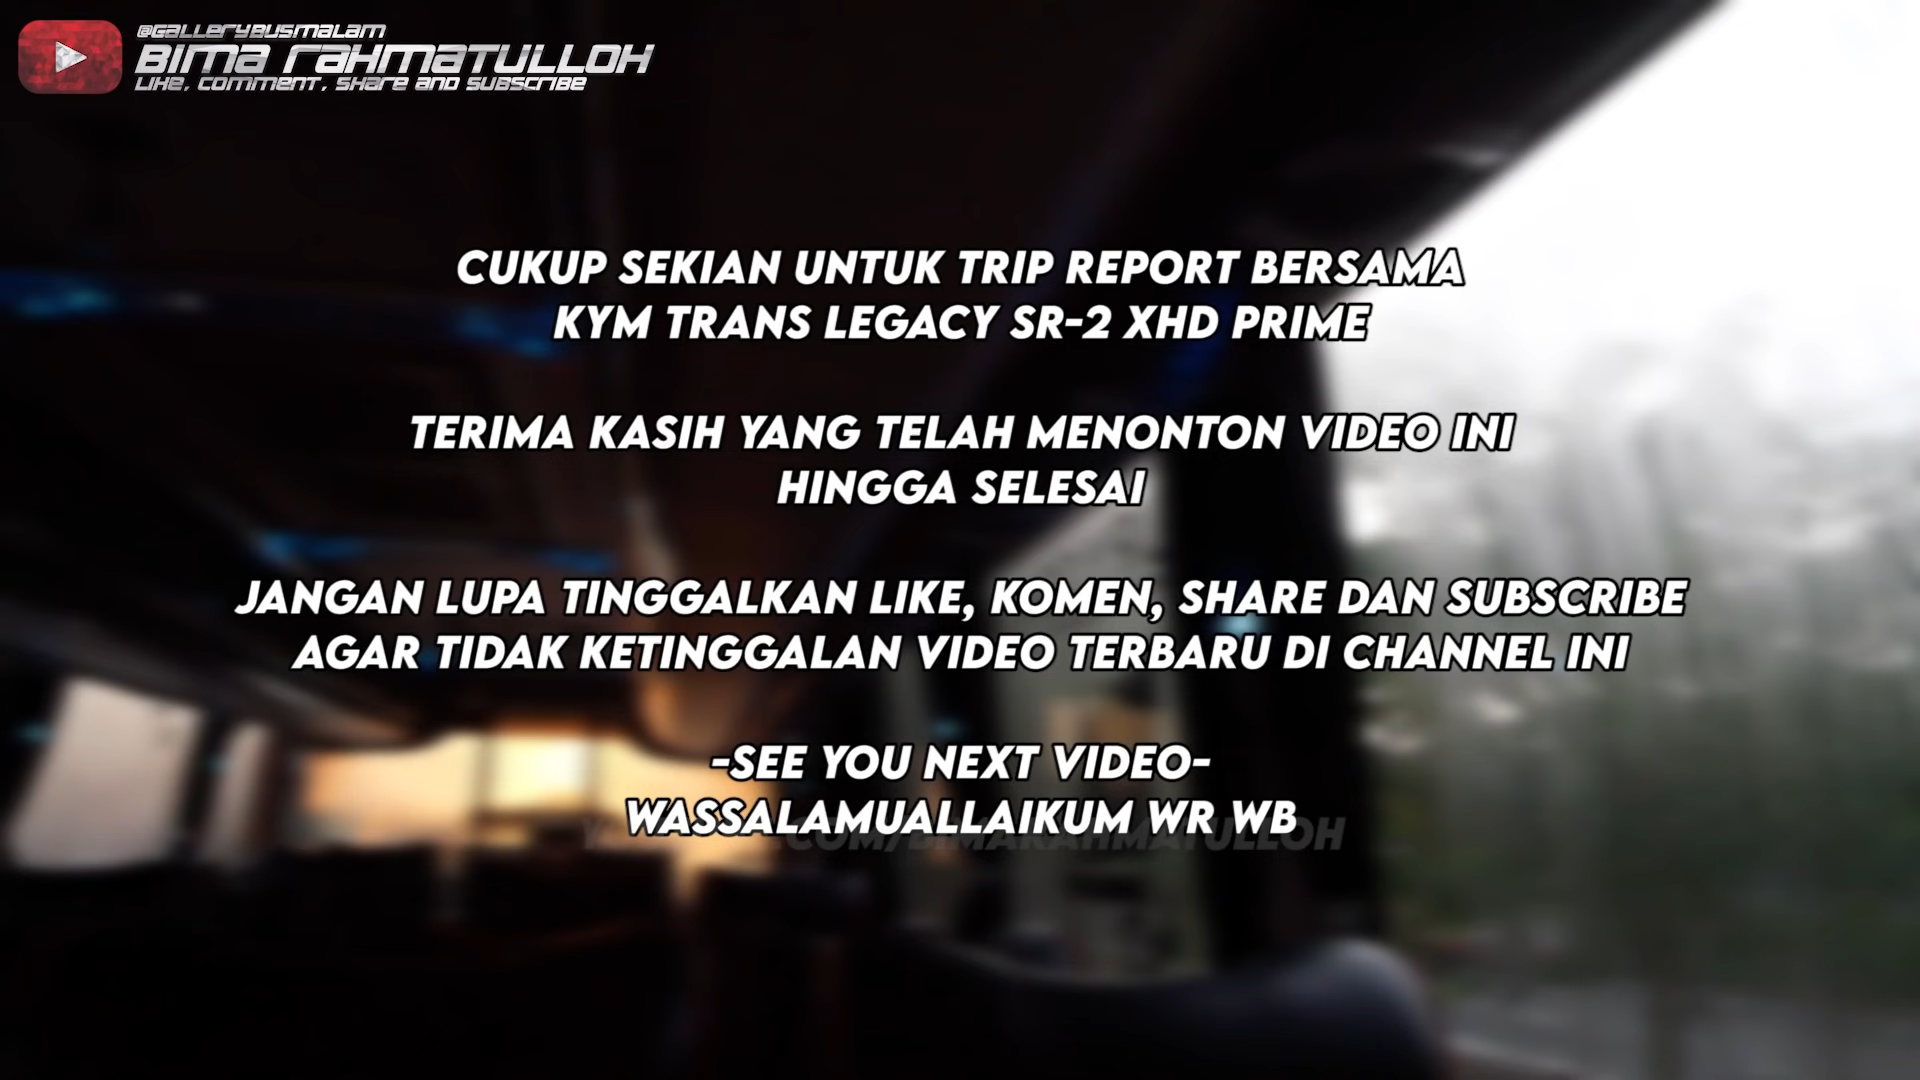 @GALLERYBUSMALAM
BIMA RAHMATULLOH
LIKE, COMMENT, SHARE AND SUBSCRIBE
CUKUP SEKIAN UNTUK TRIP REPORT BERSAMA
KYM TRANS LEGACY SR-2 XHD PRIME
TERIMA KASIH YANG TELAH MENONTON VIDEO INI
HINGGA SELESAI
JANGAN LUPA TINGGALKAN LIKE, KOMEN, SHARE DAN SUBSCRIBE
AGAR TIDAK KETINGGALAN VIDEO TERBARU DI CHANNEL INI
-SEE YOU NEXT VIDEO-
WASSALAMUALLAIKUM WR WB
.COM/BIMARAHMATULLOH